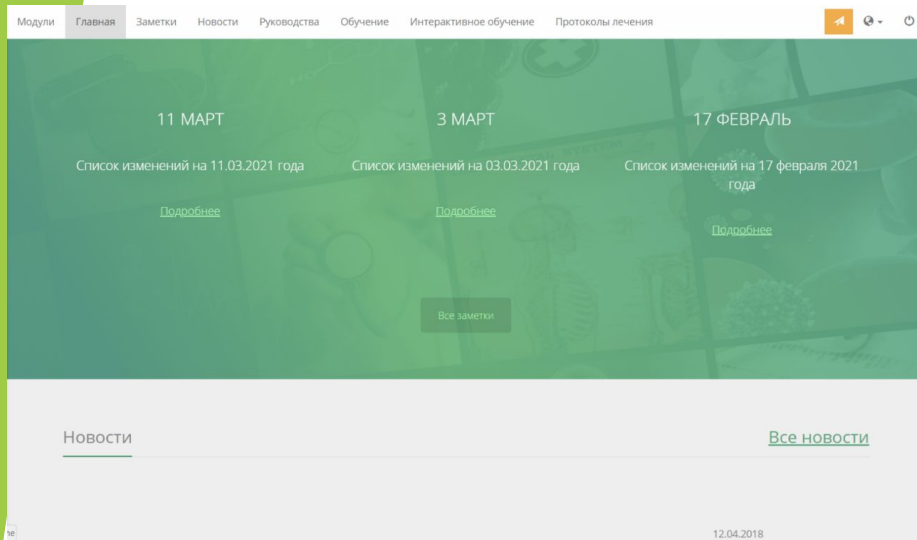 Модули Главная Заметки Новости Руководства Обучение Интерактивное обучение Протоколы лечения
11 МАРТ
Список изменений на 11.03.2021 года
Подробнее
3 МАРТ
Список изменений на 03.03.2021 года
Подробнее
17 ФЕВРАЛЬ
Список изменений на 17 февраля 2021
года
Подробнее
Все заметки
Новости
Все новости
12.04.2018